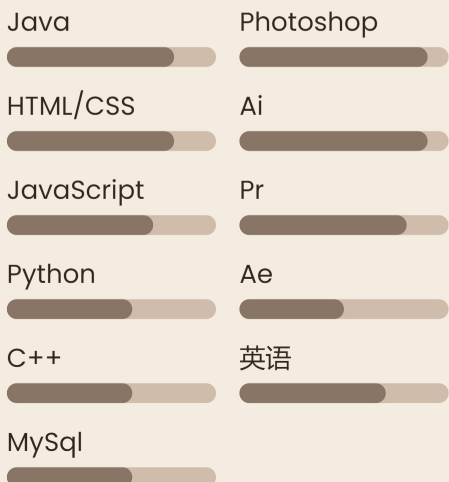 Java
HTML/CSS
JavaScript
Python
C++
MySql
Photoshop
Ai
Pr
Ae
英语